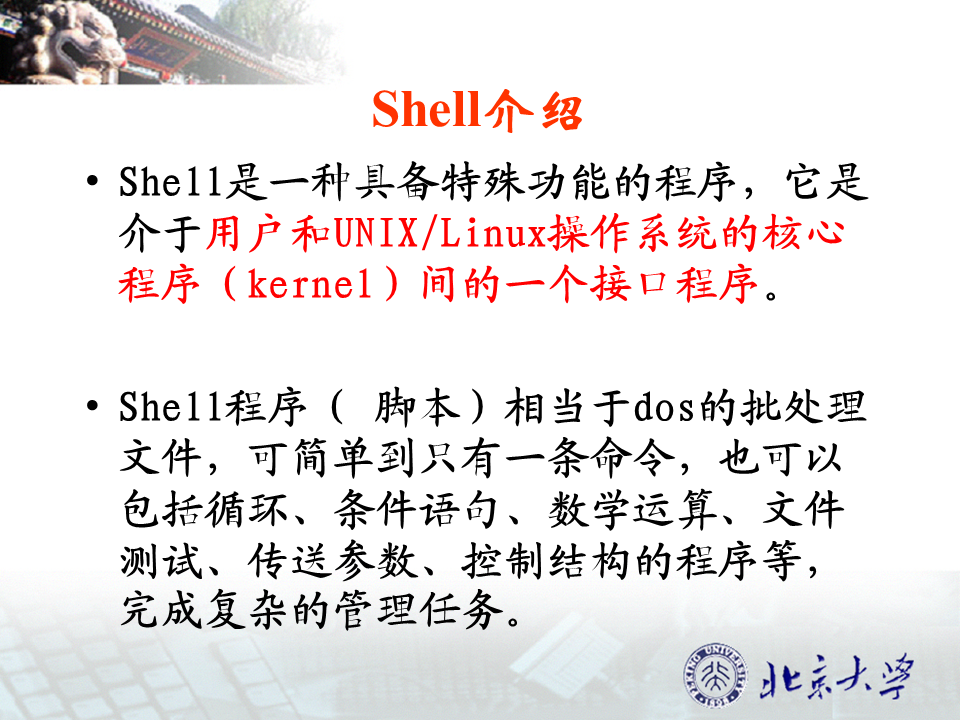 Shell介绍
• Shell是一种具备特殊功能的程序，它是
介于用户和UNIX/Linux操作系统的核心
程序（kernel）间的一个接口程序。
• Shell程序（ 脚本）相当于dos的批处理
文件，可简单到只有一条命令，也可以
包括循环、条件语句、数学运算、文件
测试、传送参数、控制结构的程序等，
完成复杂的管理任务。
PEKING UNIVERSITY
1898
北京大学